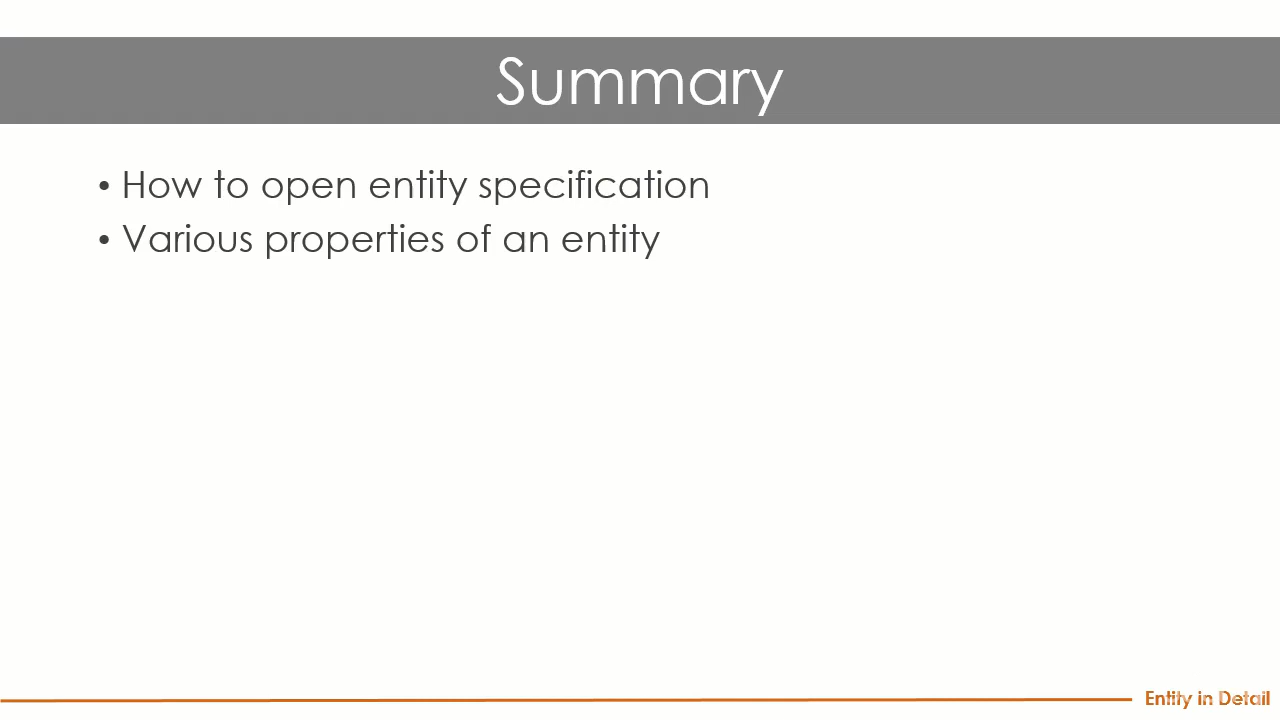 Summary
• How to open entity specification
• Various properties of an entity
Entity in Detail